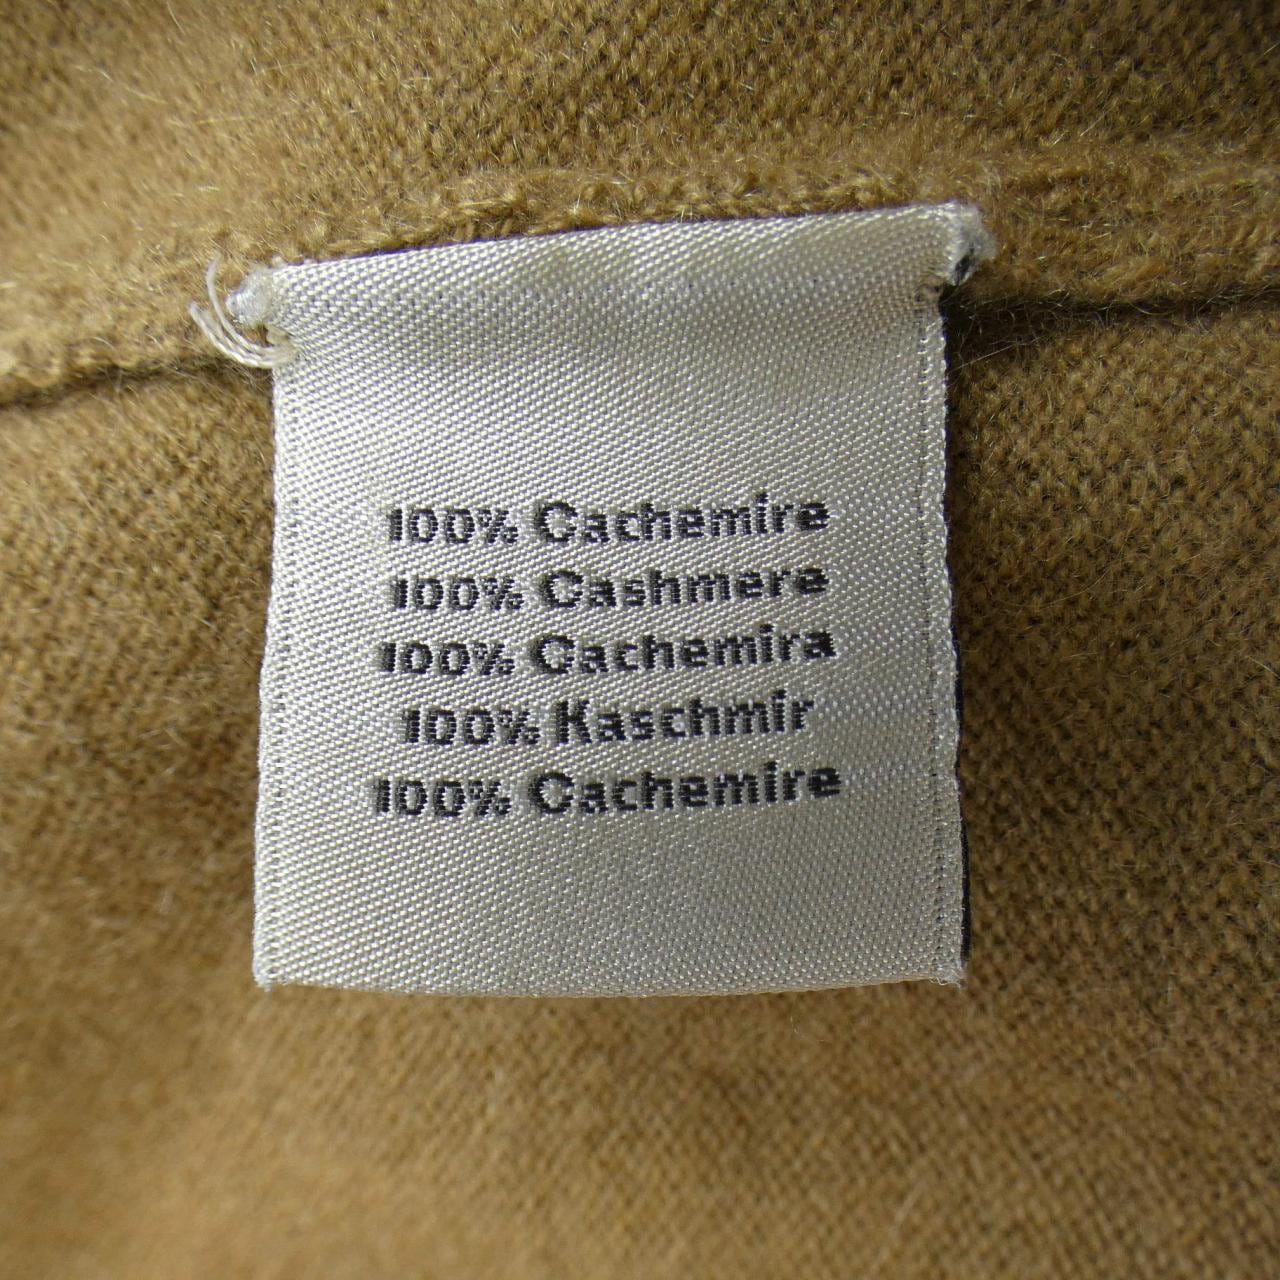 100% Cachemire
100% Cashmere
100% Cachemira
100% Kaschmir
100% Cachemire